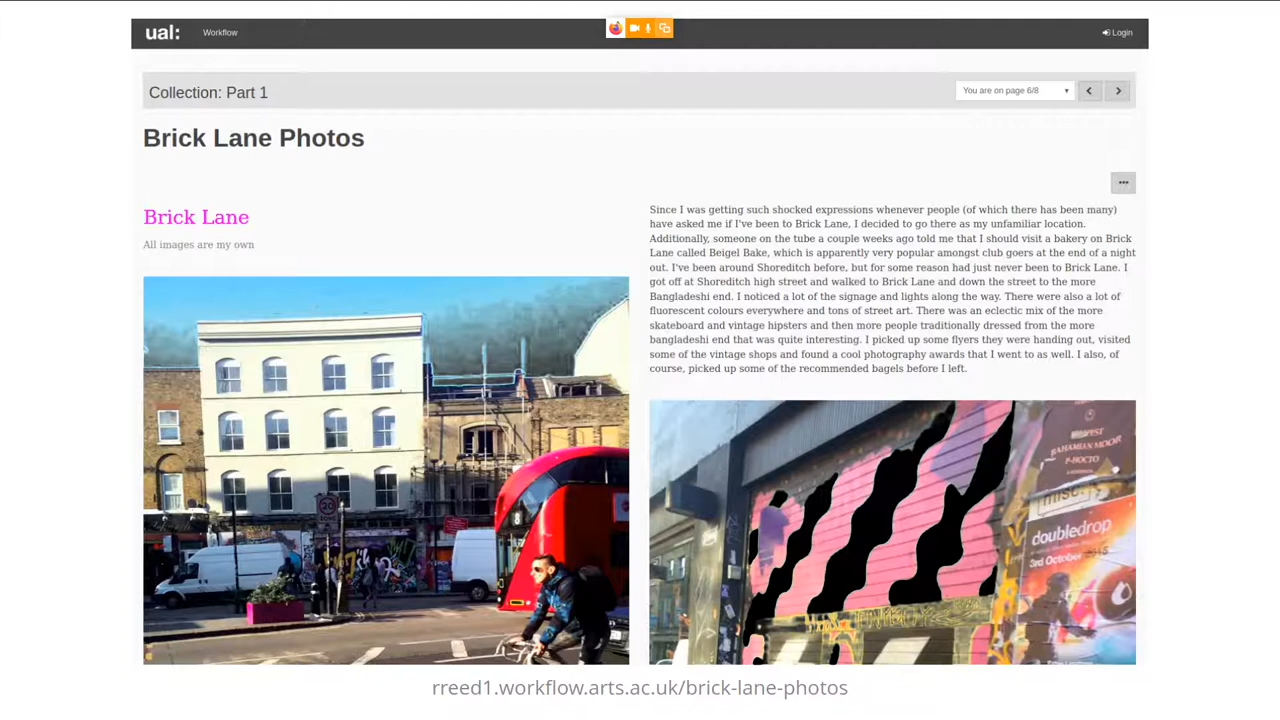 ual:
Workflow
Login
Collection: Part 1
You are on page 6/8
Brick Lane Photos
Brick Lane
All images are my own
Since I was getting such shocked expressions whenever people (of which there has been many)
have asked me if I've been to Brick Lane, I decided to go there as my unfamiliar location.
Additionally, someone on the tube a couple weeks ago told me that I should visit a bakery on Brick
Lane called Beigel Bake, which is apparently very popular amongst club goers at the end of a night
out. I've been around Shoreditch before, but for some reason had just never been to Brick Lane. I
got off at Shoreditch high street and walked to Brick Lane and down the street to the more
Bangladeshi end. I noticed a lot of the signage and lights along the way. There were also a lot of
fluorescent colours everywhere and tons of street art. There was an eclectic mix of the more
skateboard and vintage hipsters and then more people traditionally dressed from the more
bangladeshi end that was quite interesting. I picked up some flyers they were handing out, visited
some of the vintage shops and found a cool photography awards that I went to as well. I also, of
course, picked up some of the recommended bagels before I left.
20
ZONE
8
BAHAMIAN MOOR
misc.
doubledrop
3rd October 2015
rreed1.workflow.arts.ac.uk/brick-lane-photos